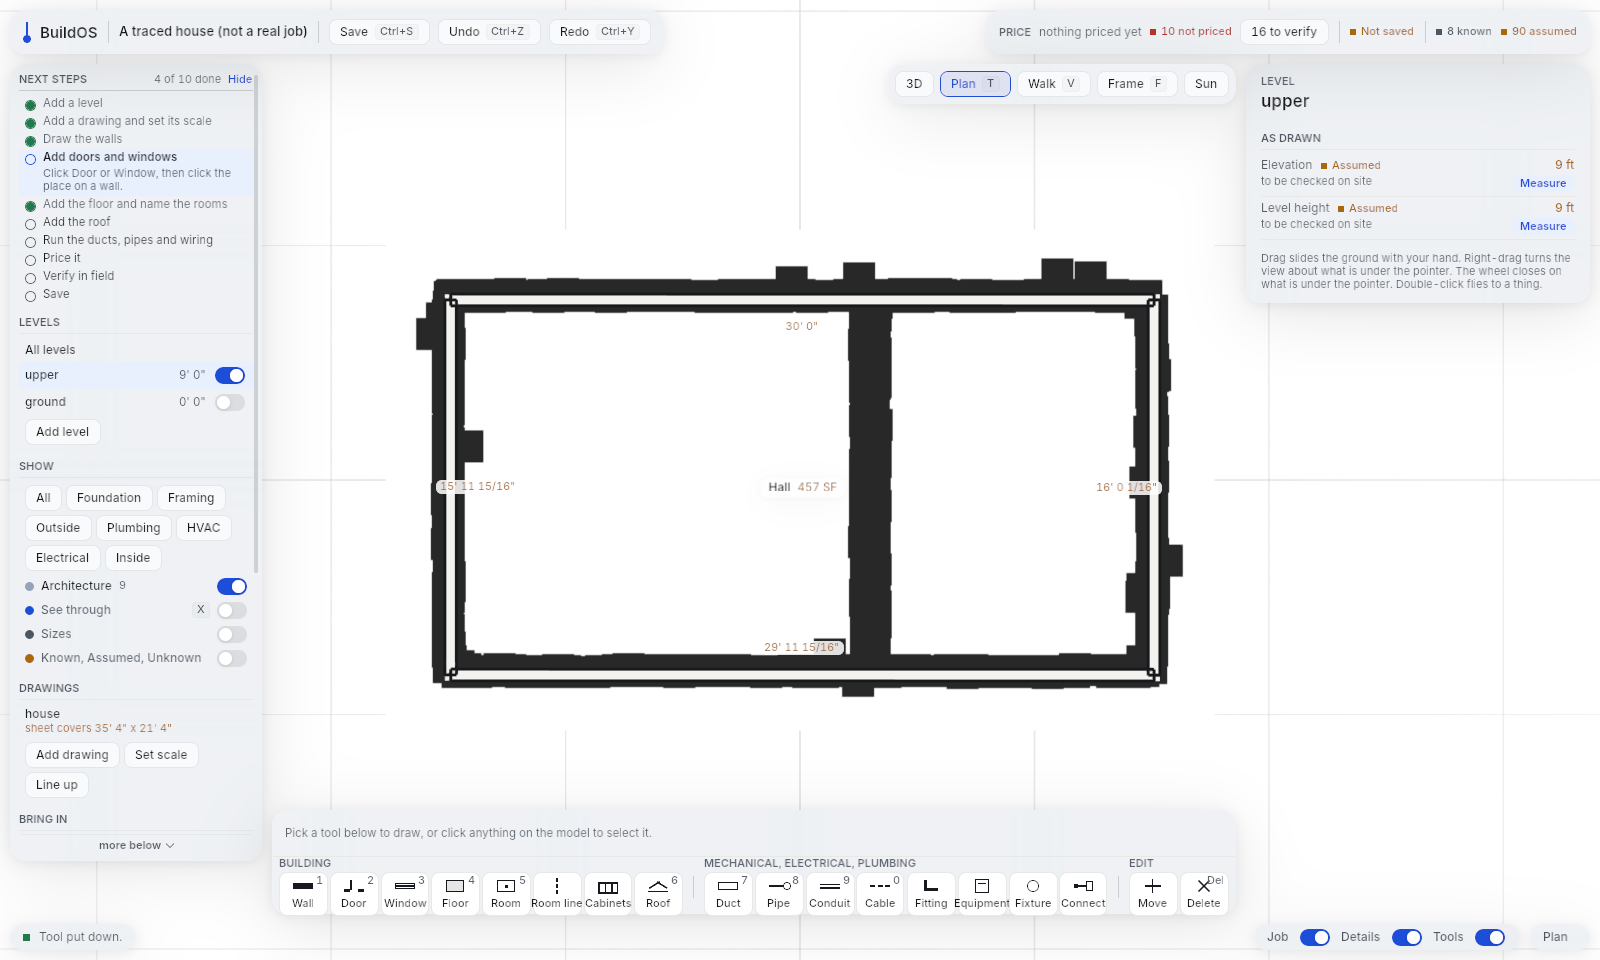 BuildOS
A traced house (not a real job)
Save Ctrl+S
Undo Ctrl+Z
Redo Ctrl+Y
PRICE nothing priced yet
10 not priced
16 to verify
Not saved
8 known
90 assumed
3D
Plan T
Walk V
Frame F
Sun
NEXT STEPS 4 of 10 done Hide
Add a level
Add a drawing and set its scale
Draw the walls
Add doors and windows
Click Door or Window, then click the
place on a wall.
Add the floor and name the rooms
Add the roof
Run the ducts, pipes and wiring
Price it
Verify in field
Save
LEVELS
All levels
upper 9' 0"
ground 0' 0"
Add level
SHOW
All Foundation Framing
Outside Plumbing HVAC
Electrical Inside
Architecture 9
See through X
Sizes
Known, Assumed, Unknown
DRAWINGS
house
sheet covers 35' 4" x 21' 4"
Add drawing Set scale
Line up
BRING IN
more below
LEVEL
upper
AS DRAWN
Elevation Assumed 9 ft
to be checked on site Measure
Level height Assumed 9 ft
to be checked on site Measure
Drag slides the ground with your hand. Right-drag turns the
view about what is under the pointer. The wheel closes on
what is under the pointer. Double-click flies to a thing.
30' 0"
15' 11 15/16"
Hall 457 SF
16' 0 1/16"
29' 11 15/16"
Pick a tool below to draw, or click anything on the model to select it.
BUILDING
1 Wall
2 Door
3 Window
4 Floor
5 Room
Room line
Cabinets
6 Roof
MECHANICAL, ELECTRICAL, PLUMBING
7 Duct
8 Pipe
9 Conduit
0 Cable
Fitting
Equipment
Fixture
Connect
EDIT
Move
Del Delete
Tool put down.
Job Details Tools Plan